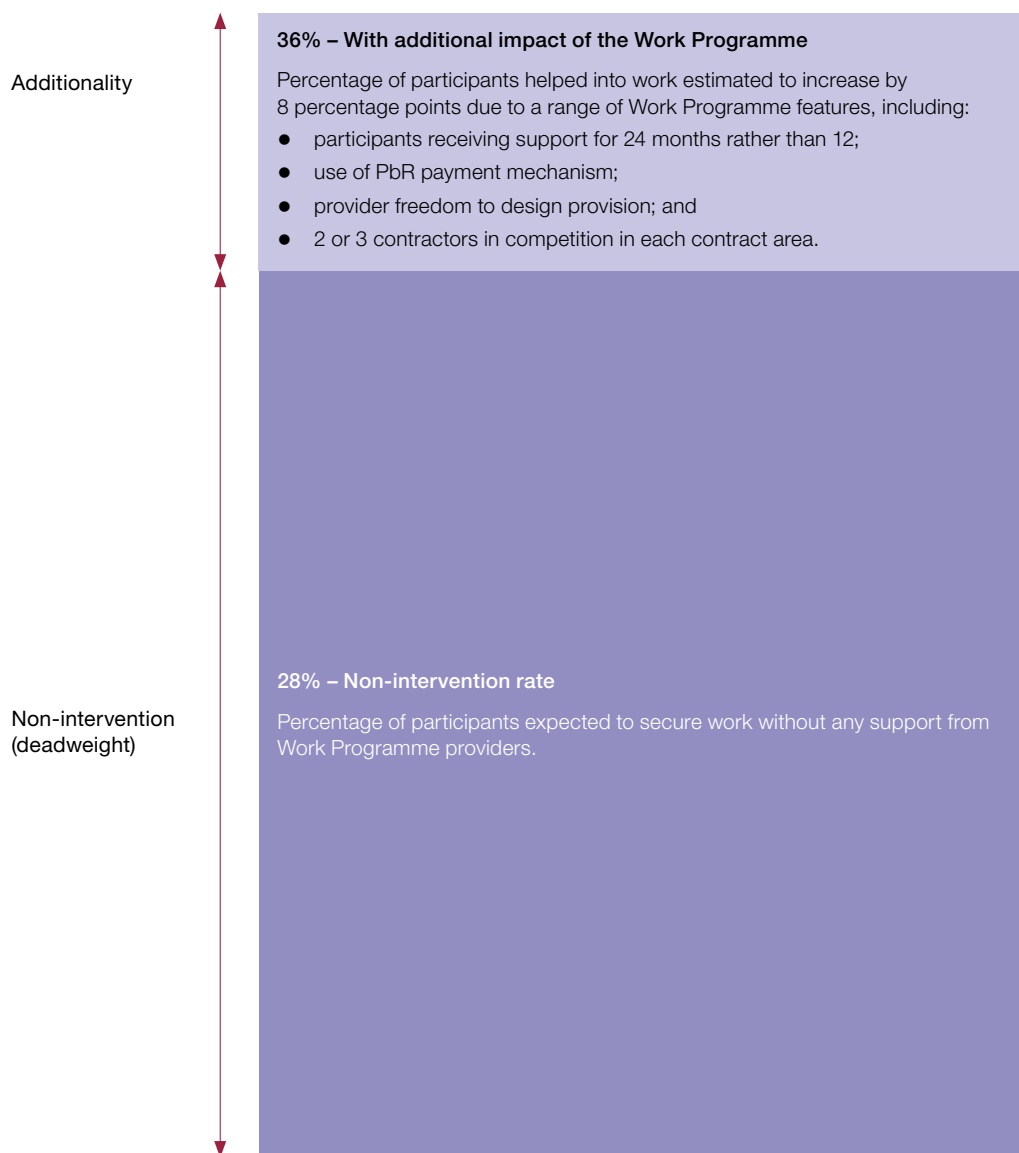 Additionality
36% – With additional impact of the Work Programme
Percentage of participants helped into work estimated to increase by
8 percentage points due to a range of Work Programme features, including:
● participants receiving support for 24 months rather than 12;
● use of PbR payment mechanism;
● provider freedom to design provision; and
● 2 or 3 contractors in competition in each contract area.
Non-intervention
(deadweight)
28% – Non-intervention rate
Percentage of participants expected to secure work without any support from
Work Programme providers.